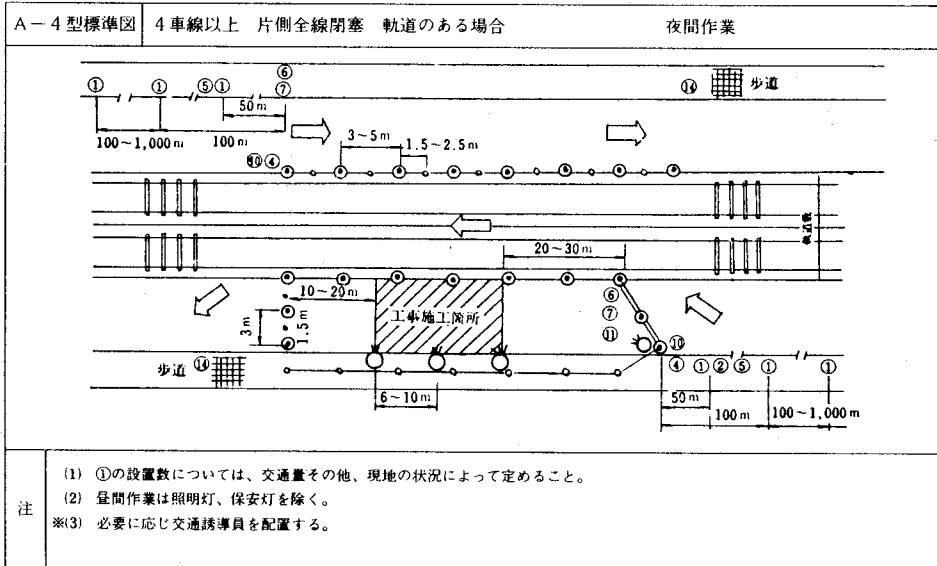 A－4型標準図 4車線以上 片側全線閉塞 軌道のある場合 夜間作業
⑥
① ① ⑤① ⑦ ⑭ 歩道
50m
100～1,000m 100m
3～5m
1.5～2.5m
⑩④
軌道敷
20～30m
10～20m
⑥
3m 1.5m 工事施工箇所 ⑦
⑪ ⑩
歩道 ⑭ ④ ①②⑤ ① ①
6～10m 50m
100m 100～1,000m
注
(1) ①の設置数については、交通量その他、現地の状況によって定めること。
(2) 昼間作業は照明灯、保安灯を除く。
※(3) 必要に応じ交通誘導員を配置する。